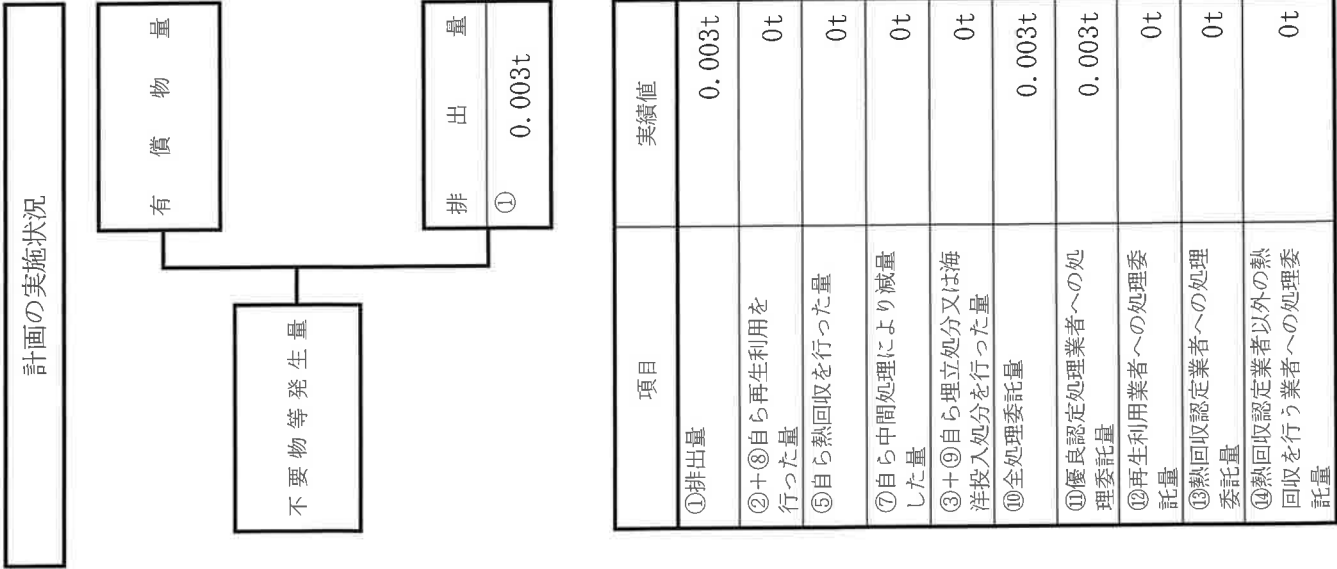 計画の実施状況
有償物量
不要物等発生量
排出量
①
0.003t
項目
実績値
①排出量
0.003t
②+⑧自ら再生利用を
行った量
0t
⑤自ら熱回収を行った量
0t
⑦自ら中間処理により減量
した量
0t
③+⑨自ら埋立処分又は海
洋投入処分を行った量
0t
⑩全処理委託量
0.003t
⑪優良認定処理業者への処
理委託量
0.003t
⑫再生利用業者への処理委
託量
0t
⑬熱回収認定業者への処理
委託量
0t
⑭熱回収認定業者以外の熱
回収を行う業者への処理委
託量
0t